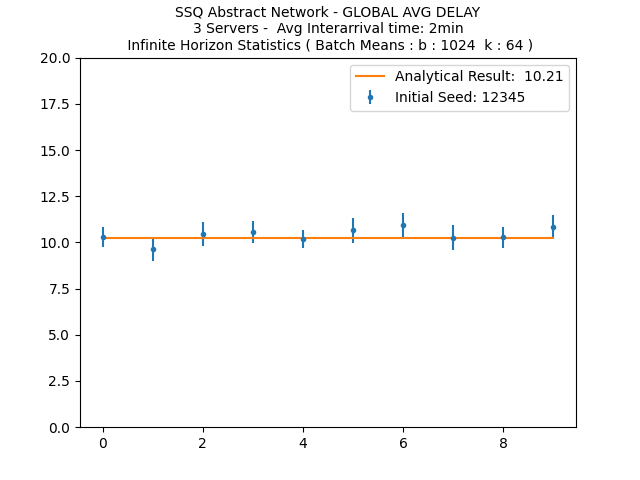 SSQ Abstract Network - GLOBAL AVG DELAY
3 Servers -  Avg Interarrival time: 2min
Infinite Horizon Statistics ( Batch Means : b : 1024  k : 64 )
Analytical Result:  10.21
Initial Seed: 12345
20.0
17.5
15.0
12.5
10.0
7.5
5.0
2.5
0.0
0 2 4 6 8